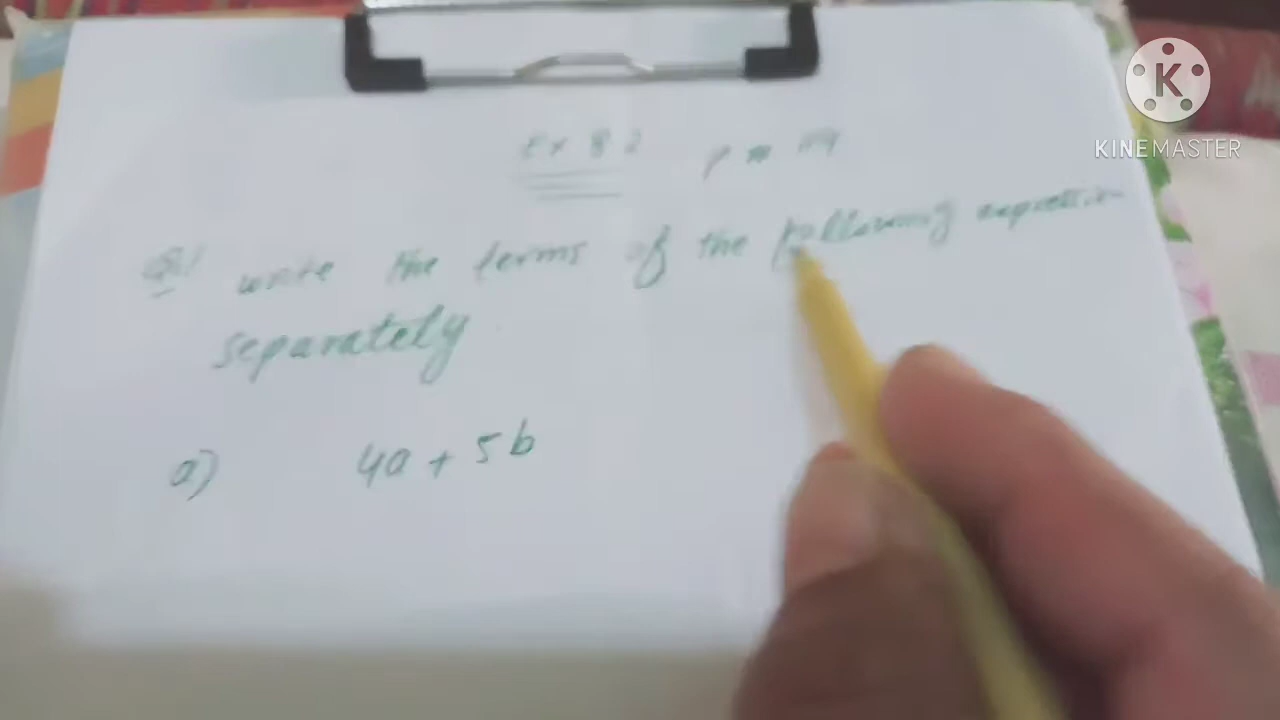 Ex 8.2
Q1 write the terms of the following expression
separately
a) 4a + 5b
KINEMASTER